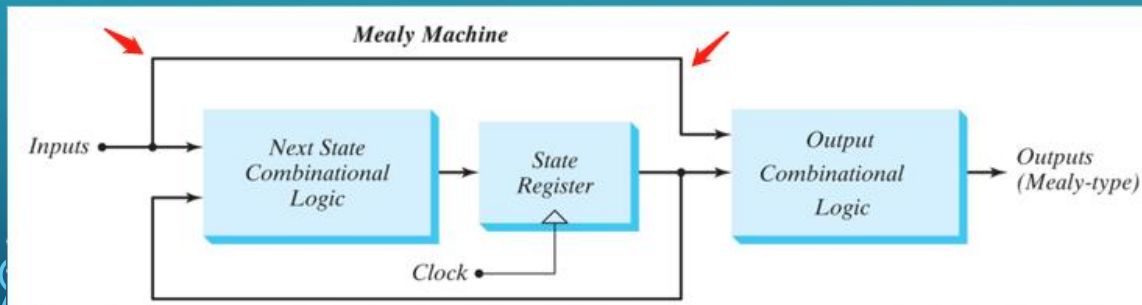 Mealy Machine
Inputs
Next State
Combinational
Logic
State
Register
Output
Combinational
Logic
Outputs
(Mealy-type)
Clock